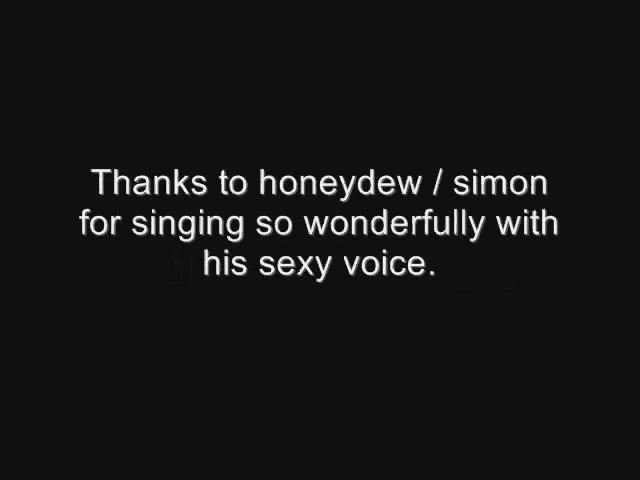 Thanks to honeydew / simon
for singing so wonderfully with
his sexy voice.